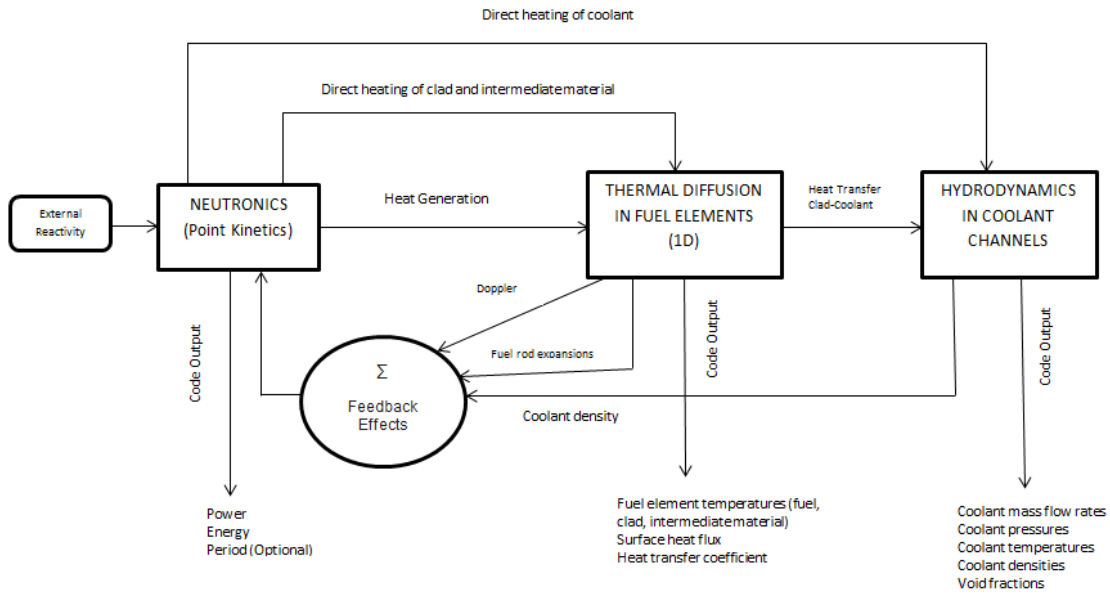 Direct heating of coolant
Direct heating of clad and intermediate material
External
Reactivity
NEUTRONICS
(Point Kinetics)
Heat Generation
THERMAL DIFFUSION
IN FUEL ELEMENTS
(1D)
Heat Transfer
Clad-Coolant
HYDRODYNAMICS
IN COOLANT
CHANNELS
Doppler
Fuel rod expansions
Coolant density
Σ
Feedback
Effects
Code Output
Code Output
Code Output
Power
Energy
Period (Optional)
Fuel element temperatures (fuel,
clad, intermediate material)
Surface heat flux
Heat transfer coefficient
Coolant mass flow rates
Coolant pressures
Coolant temperatures
Coolant densities
Void fractions